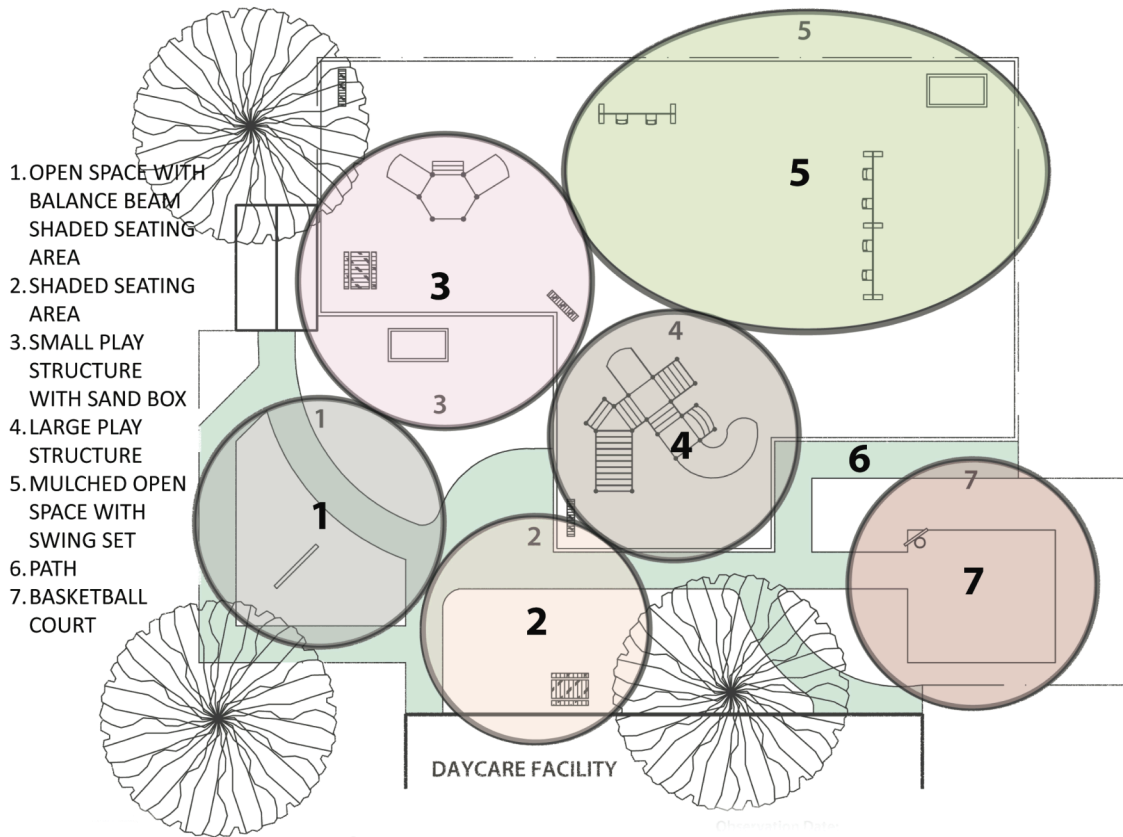 5
5
1. OPEN SPACE WITH
BALANCE BEAM
SHADED SEATING
AREA
2. SHADED SEATING
AREA
3. SMALL PLAY
STRUCTURE
WITH SAND BOX
4. LARGE PLAY
STRUCTURE
5. MULCHED OPEN
SPACE WITH
SWING SET
6. PATH
7. BASKETBALL
COURT
3
3
4
4
1
1
6
7
7
2
2
DAYCARE FACILITY
Observation Date: